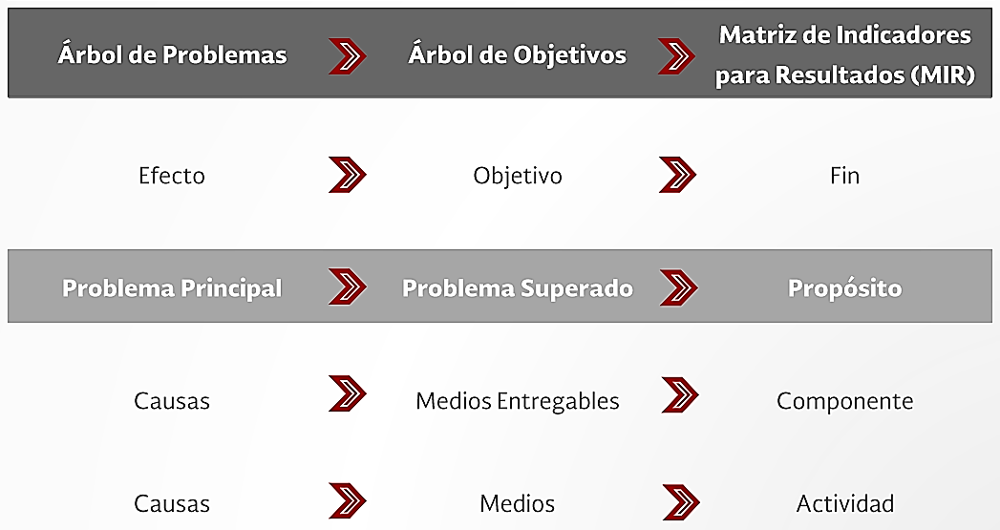 Árbol de Problemas
Árbol de Objetivos
Matriz de Indicadores
para Resultados (MIR)
Efecto
Objetivo
Fin
Problema Principal
Problema Superado
Propósito
Causas
Medios Entregables
Componente
Causas
Medios
Actividad